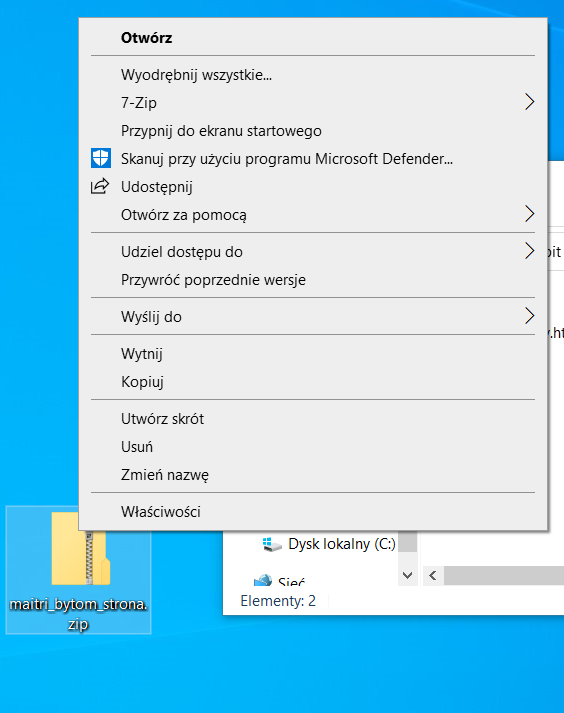 Otwórz
Wyodrębnij wszystkie...
7-Zip
Przypnij do ekranu startowego
Skanuj przy użyciu programu Microsoft Defender...
Udostępnij
Otwórz za pomocą
Udziel dostępu do
Przywróć poprzednie wersje
Wyślij do
Wytnij
Kopiuj
Utwórz skrót
Usuń
Zmień nazwę
Właściwości
bit
y.ht
Dysk lokalny (C:)
Sieć
Elementy: 2
maitri_bytom_strona.
zip